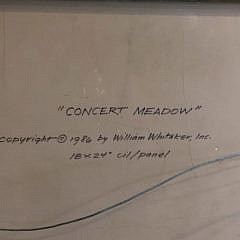 "CONCERT MEADOW"
Copyright © 1986 by William Whitaker, Inc.
18 x 24" oil/panel